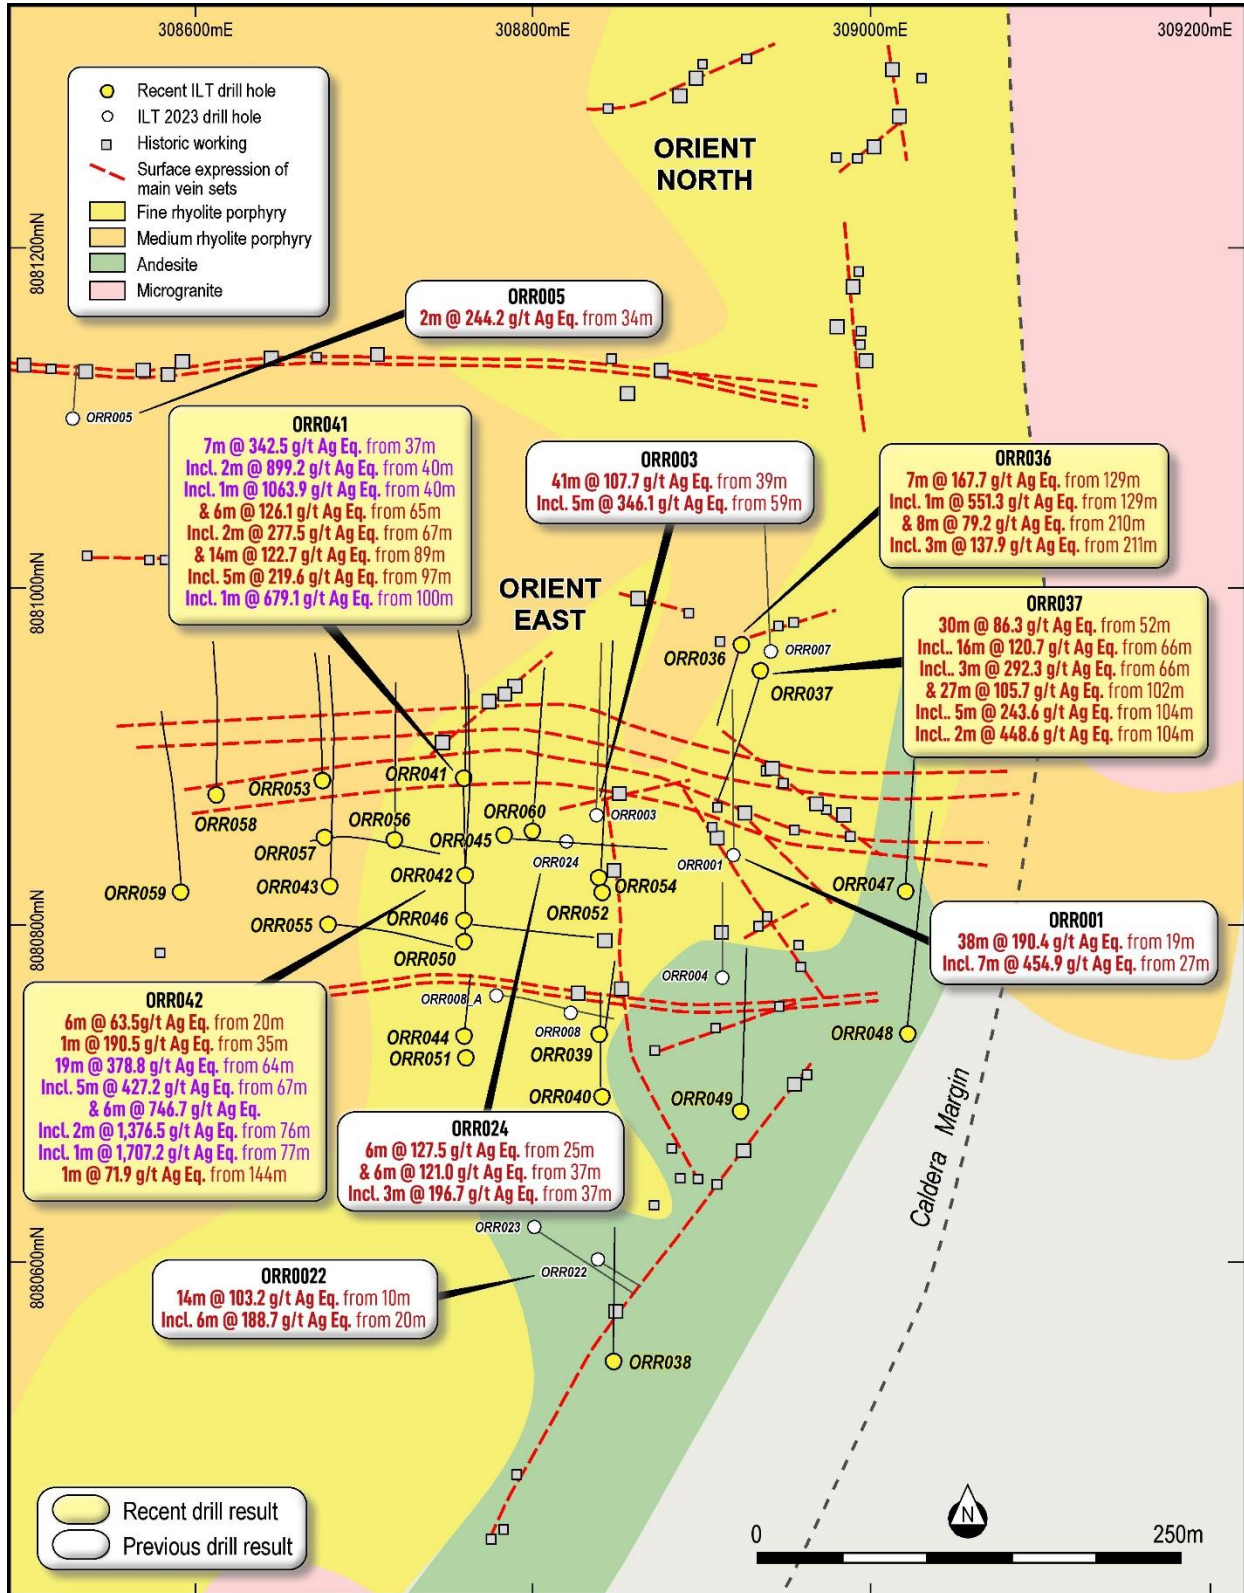 308600mE
308800mE
309000mE
309200mE
Recent ILT drill hole
ILT 2023 drill hole
Historic working
Surface expression of
main vein sets
Fine rhyolite porphyry
Medium rhyolite porphyry
Andesite
Microgranite
ORIENT
NORTH
8081200mN
ORR005
2m @ 244.2 g/t Ag Eq. from 34m
ORR005
ORR041
7m @ 342.5 g/t Ag Eq. from 37m
Incl. 2m @ 899.2 g/t Ag Eq. from 40m
Incl. 1m @ 1063.9 g/t Ag Eq. from 40m
& 6m @ 126.1 g/t Ag Eq. from 65m
Incl. 2m @ 277.5 g/t Ag Eq. from 67m
& 14m @ 122.7 g/t Ag Eq. from 89m
Incl. 5m @ 219.6 g/t Ag Eq. from 97m
Incl. 1m @ 679.1 g/t Ag Eq. from 100m
ORR003
41m @ 107.7 g/t Ag Eq. from 39m
Incl. 5m @ 346.1 g/t Ag Eq. from 59m
ORR036
7m @ 167.7 g/t Ag Eq. from 129m
Incl. 1m @ 551.3 g/t Ag Eq. from 129m
& 8m @ 79.2 g/t Ag Eq. from 210m
Incl. 3m @ 137.9 g/t Ag Eq. from 211m
8081000mN
ORIENT
EAST
ORR037
30m @ 86.3 g/t Ag Eq. from 52m
Incl.. 16m @ 120.7 g/t Ag Eq. from 66m
Incl.. 3m @ 292.3 g/t Ag Eq. from 66m
& 27m @ 105.7 g/t Ag Eq. from 102m
Incl.. 5m @ 243.6 g/t Ag Eq. from 104m
Incl.. 2m @ 448.6 g/t Ag Eq. from 104m
ORR036
ORR007
ORR037
ORR041
ORR053
ORR058
ORR056
ORR060
ORR003
ORR045
ORR057
ORR024
ORR001
ORR059
ORR043
ORR042
ORR054
ORR047
ORR052
ORR055
ORR046
ORR050
8080800mN
ORR001
38m @ 190.4 g/t Ag Eq. from 19m
Incl. 7m @ 454.9 g/t Ag Eq. from 27m
ORR004
ORR008_A
ORR008
ORR042
6m @ 63.5g/t Ag Eq. from 20m
1m @ 190.5 g/t Ag Eq. from 35m
19m @ 378.8 g/t Ag Eq. from 64m
Incl. 5m @ 427.2 g/t Ag Eq. from 67m
& 6m @ 746.7 g/t Ag Eq.
Incl. 2m @ 1,376.5 g/t Ag Eq. from 76m
Incl. 1m @ 1,707.2 g/t Ag Eq. from 77m
1m @ 71.9 g/t Ag Eq. from 144m
ORR044
ORR039
ORR048
ORR051
ORR040
ORR049
ORR024
6m @ 127.5 g/t Ag Eq. from 25m
& 6m @ 121.0 g/t Ag Eq. from 37m
Incl. 3m @ 196.7 g/t Ag Eq. from 37m
Caldera Margin
ORR023
ORR022
8080600mN
ORR0022
14m @ 103.2 g/t Ag Eq. from 10m
Incl. 6m @ 188.7 g/t Ag Eq. from 20m
ORR038
Recent drill result
Previous drill result
N
0
250m